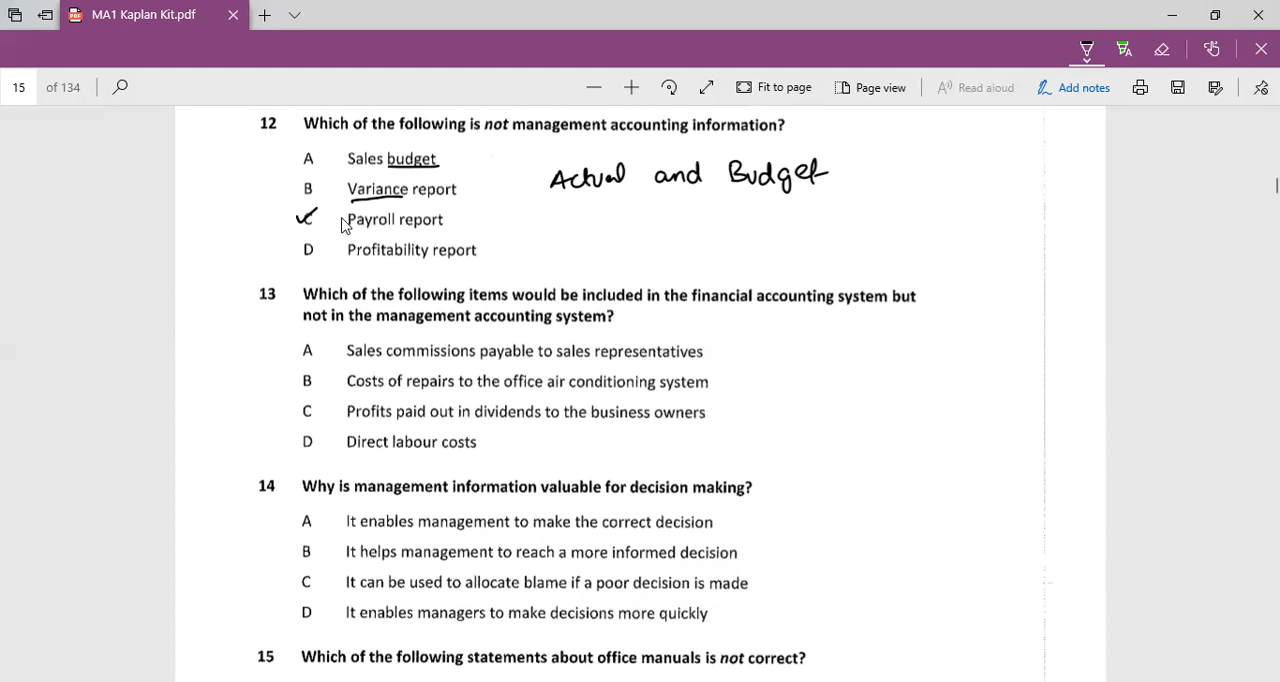 MA1 Kaplan Kit.pdf
15 of 134 Fit to page Page view Read aloud Add notes
12 Which of the following is not management accounting information?
A Sales budget
Actual and Budget
B Variance report
C Payroll report
D Profitability report
13 Which of the following items would be included in the financial accounting system but
not in the management accounting system?
A Sales commissions payable to sales representatives
B Costs of repairs to the office air conditioning system
C Profits paid out in dividends to the business owners
D Direct labour costs
14 Why is management information valuable for decision making?
A It enables management to make the correct decision
B It helps management to reach a more informed decision
C It can be used to allocate blame if a poor decision is made
D It enables managers to make decisions more quickly
15 Which of the following statements about office manuals is not correct?